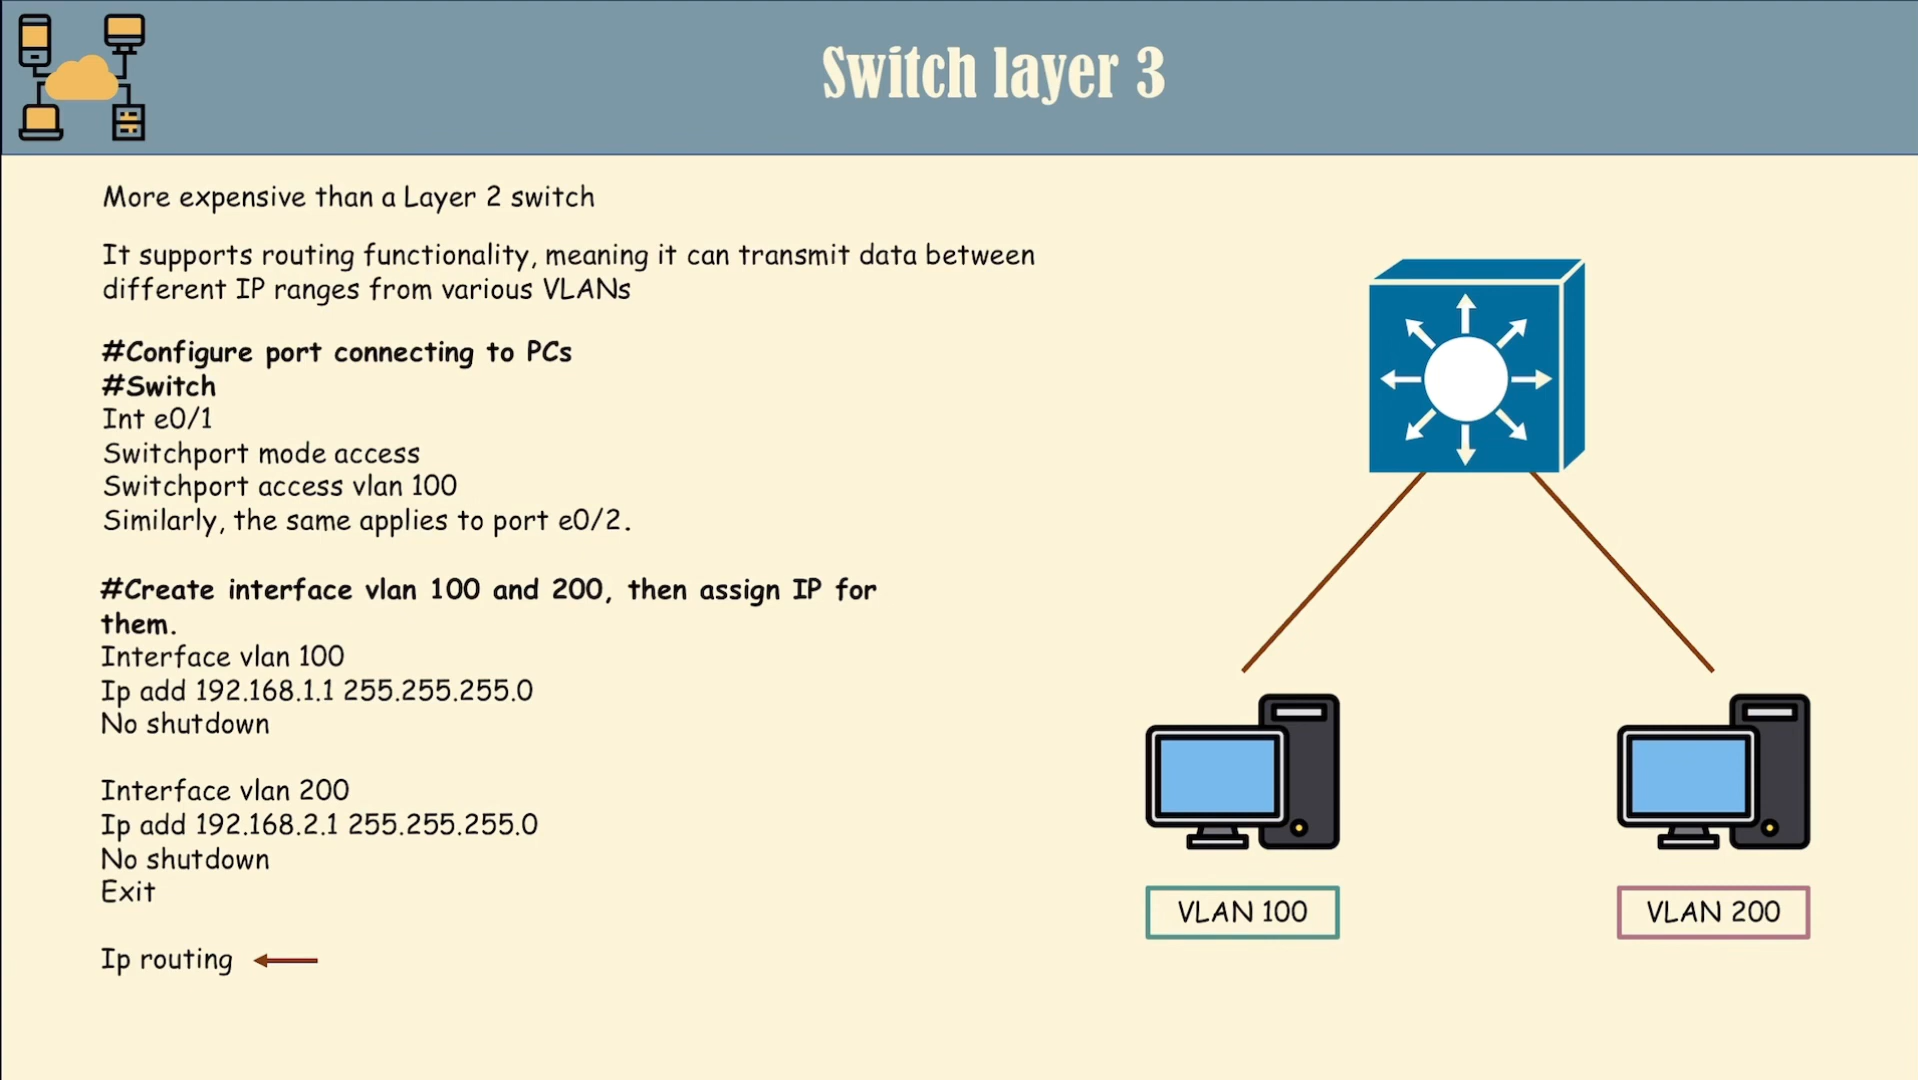 Switch layer 3
More expensive than a Layer 2 switch
It supports routing functionality, meaning it can transmit data between
different IP ranges from various VLANs
#Configure port connecting to PCs
#Switch
Int e0/1
Switchport mode access
Switchport access vlan 100
Similarly, the same applies to port e0/2.
#Create interface vlan 100 and 200, then assign IP for
them.
Interface vlan 100
Ip add 192.168.1.1 255.255.255.0
No shutdown
Interface vlan 200
Ip add 192.168.2.1 255.255.255.0
No shutdown
Exit
Ip routing
VLAN 100
VLAN 200